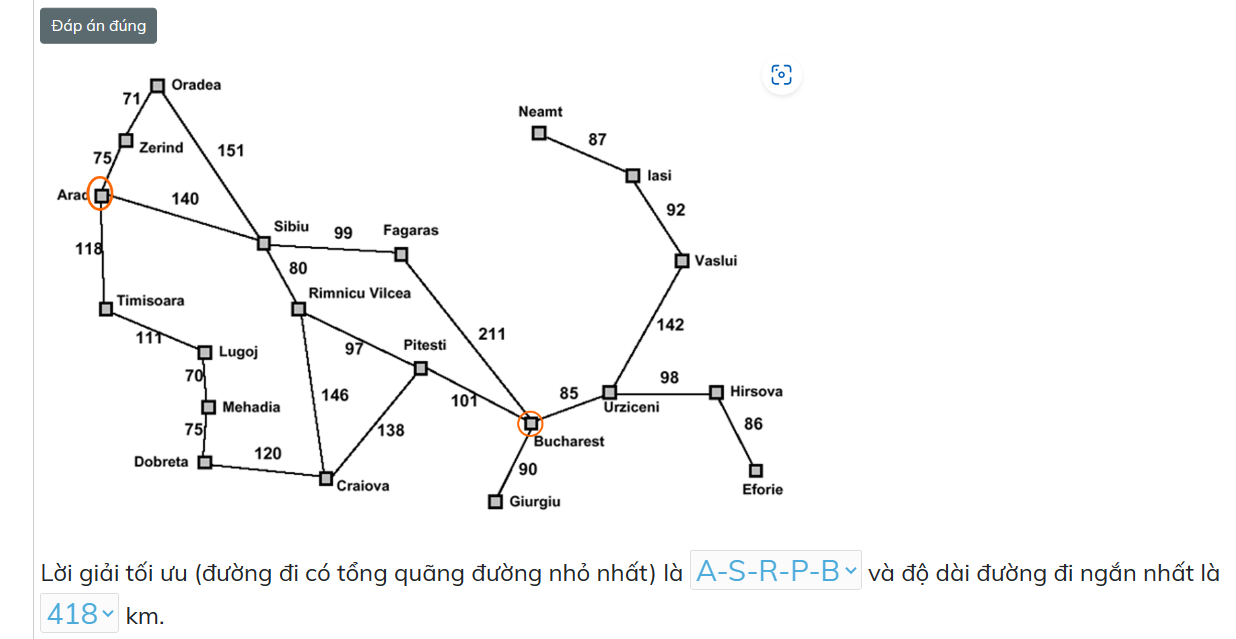 Đáp án đúng
Oradea
71
Neamt
87
Zerind
151
75
Iasi
Arad
140
92
Sibiu
99
Fagaras
118
Vaslui
80
Timisoara
Rimnicu Vilcea
142
111
211
Lugoj
97
Pitesti
70
98
Mehadia
146
101
85
Hirsova
Urziceni
75
138
86
Bucharest
Dobreta
120
90
Craiova
Giurgiu
Eforie
Lời giải tối ưu (đường đi có tổng quãng đường nhỏ nhất) là A-S-R-P-B và độ dài đường đi ngắn nhất là
418 km.